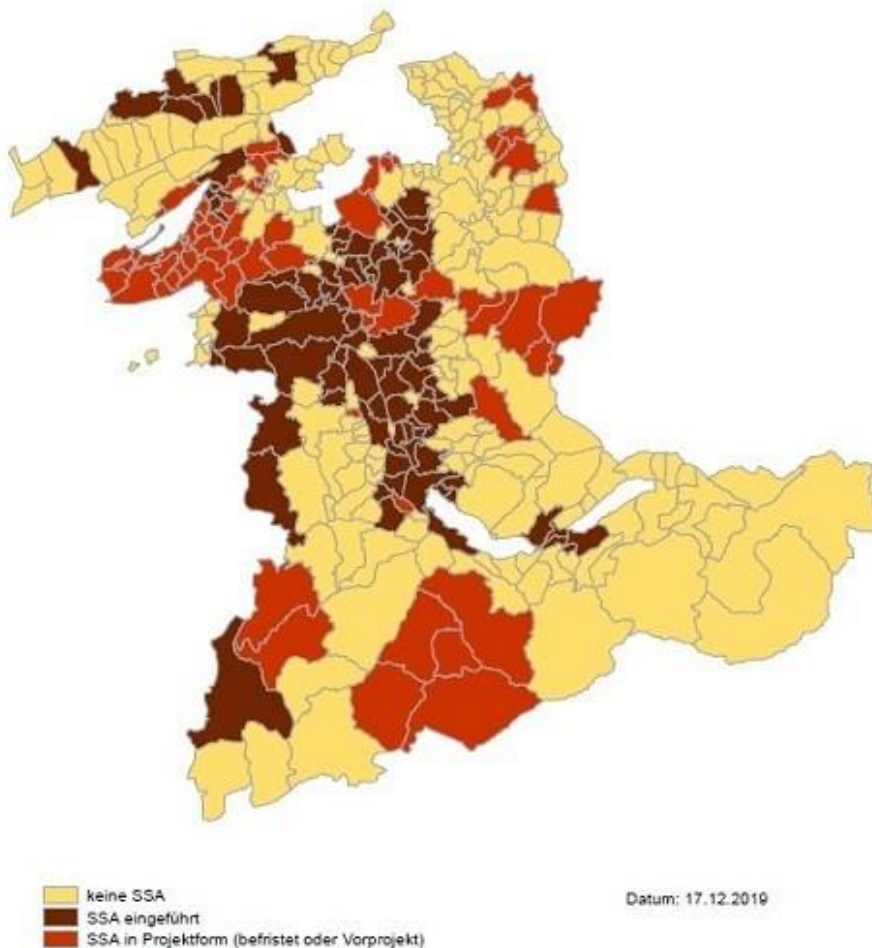 keine SSA
SSA eingeführt
SSA in Projektform (befristet oder Vorprojekt)
Datum: 17.12.2019